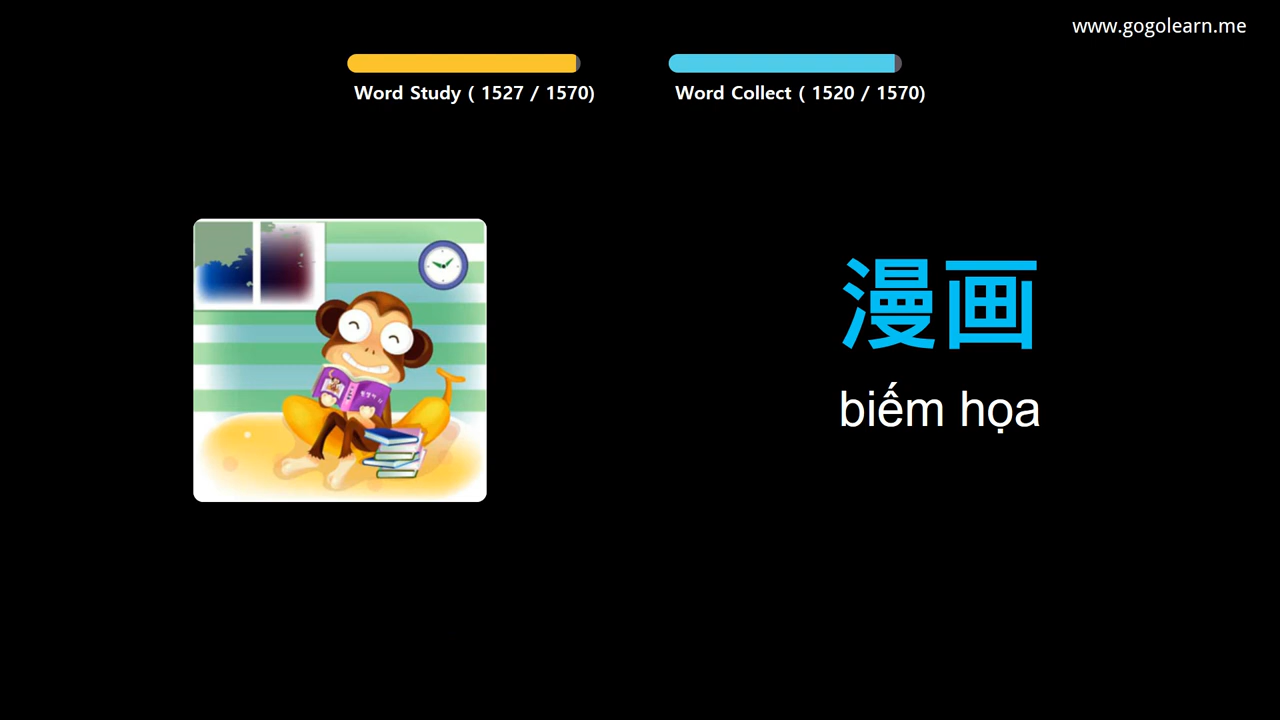 www.gogolearn.me
Word Study ( 1527 / 1570)
Word Collect ( 1520 / 1570)
漫画
biếm họa